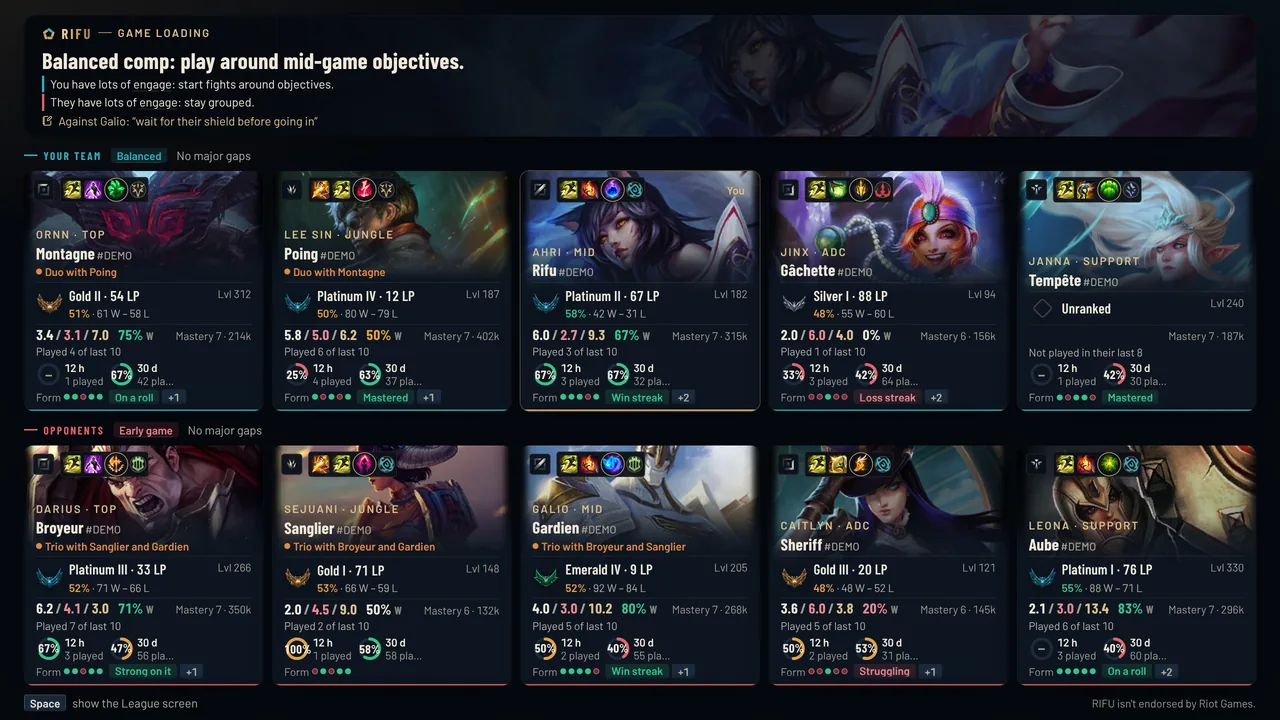 RIFU — GAME LOADING
Balanced comp: play around mid-game objectives.
You have lots of engage: start fights around objectives.
They have lots of engage: stay grouped.
Against Galio: “wait for their shield before going in”
YOUR TEAM Balanced No major gaps
ORNN · TOP
Montagne #DEMO
Duo with Poing
Gold II · 54 LP Lvl 312
51% · 61 W – 58 L
3.4 / 3.1 / 7.0 75% W Mastery 7 · 214k
Played 4 of last 10
– 12 h 67% 30 d
1 played 42 pla…
Form On a roll +1
LEE SIN · JUNGLE
Poing #DEMO
Duo with Montagne
Platinum IV · 12 LP Lvl 187
50% · 80 W – 79 L
5.8 / 5.0 / 6.2 50% W Mastery 7 · 402k
Played 6 of last 10
25% 12 h 63% 30 d
4 played 37 pla…
Form Mastered +1
You
AHRI · MID
Rifu #DEMO
Platinum II · 67 LP Lvl 182
58% · 42 W – 31 L
6.0 / 2.7 / 9.3 67% W Mastery 7 · 315k
Played 3 of last 10
67% 12 h 67% 30 d
3 played 32 pla…
Form Win streak +2
JINX · ADC
Gâchette #DEMO
Silver I · 88 LP Lvl 94
48% · 55 W – 60 L
2.0 / 6.0 / 4.0 0% W Mastery 6 · 156k
Played 1 of last 10
33% 12 h 42% 30 d
3 played 64 pla…
Form Loss streak +2
JANNA · SUPPORT
Tempête #DEMO
Unranked Lvl 240
Mastery 7 · 187k
Not played in their last 8
– 12 h 42% 30 d
1 played 30 pla…
Form Mastered
OPPONENTS Early game No major gaps
DARIUS · TOP
Broyeur #DEMO
Trio with Sanglier and Gardien
Platinum III · 33 LP Lvl 266
52% · 71 W – 66 L
6.2 / 4.1 / 3.0 71% W Mastery 7 · 350k
Played 7 of last 10
67% 12 h 47% 30 d
3 played 56 pla…
Form Strong on it +1
SEJUANI · JUNGLE
Sanglier #DEMO
Trio with Broyeur and Gardien
Gold I · 71 LP Lvl 148
53% · 66 W – 59 L
2.0 / 4.5 / 9.0 50% W Mastery 6 · 132k
Played 2 of last 10
100% 12 h 58% 30 d
1 played 58 pla…
Form
GALIO · MID
Gardien #DEMO
Trio with Broyeur and Sanglier
Emerald IV · 9 LP Lvl 205
52% · 92 W – 84 L
4.0 / 3.0 / 10.2 80% W Mastery 7 · 268k
Played 5 of last 10
50% 12 h 40% 30 d
2 played 55 pla…
Form Win streak +1
CAITLYN · ADC
Sheriff #DEMO
Gold III · 20 LP Lvl 121
48% · 48 W – 52 L
3.6 / 6.0 / 3.8 20% W Mastery 6 · 145k
Played 5 of last 10
50% 12 h 53% 30 d
2 played 31 pla…
Form Struggling +1
LEONA · SUPPORT
Aube #DEMO
Platinum I · 76 LP Lvl 330
55% · 88 W – 71 L
2.1 / 3.0 / 13.4 83% W Mastery 7 · 296k
Played 6 of last 10
– 12 h 40% 30 d
3 played 60 pla…
Form On a roll +2
Space show the League screen
RIFU isn't endorsed by Riot Games.